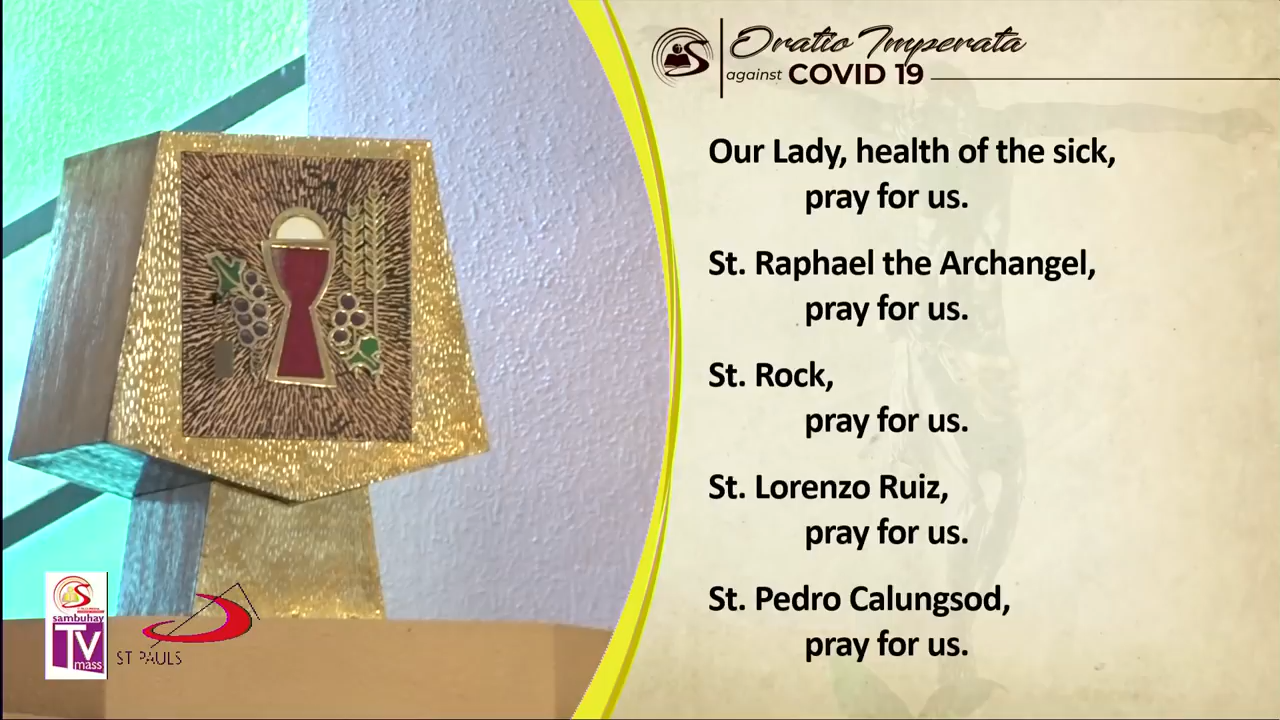 Oratio Imperata
against COVID 19
Our Lady, health of the sick,
pray for us.
St. Raphael the Archangel,
pray for us.
St. Rock,
pray for us.
St. Lorenzo Ruiz,
pray for us.
St. Pedro Calungsod,
pray for us.
sambuhay
TV
mass
ST PAULS